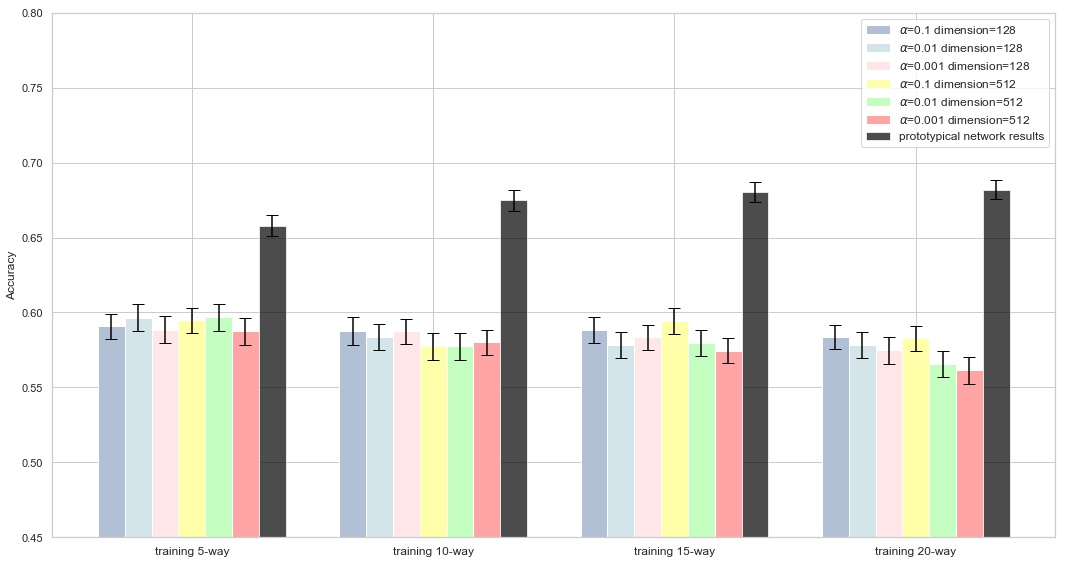 0.80
0.75
0.70
0.65
0.60
0.55
0.50
0.45
Accuracy
α=0.1 dimension=128
α=0.01 dimension=128
α=0.001 dimension=128
α=0.1 dimension=512
α=0.01 dimension=512
α=0.001 dimension=512
prototypical network results
training 5-way
training 10-way
training 15-way
training 20-way